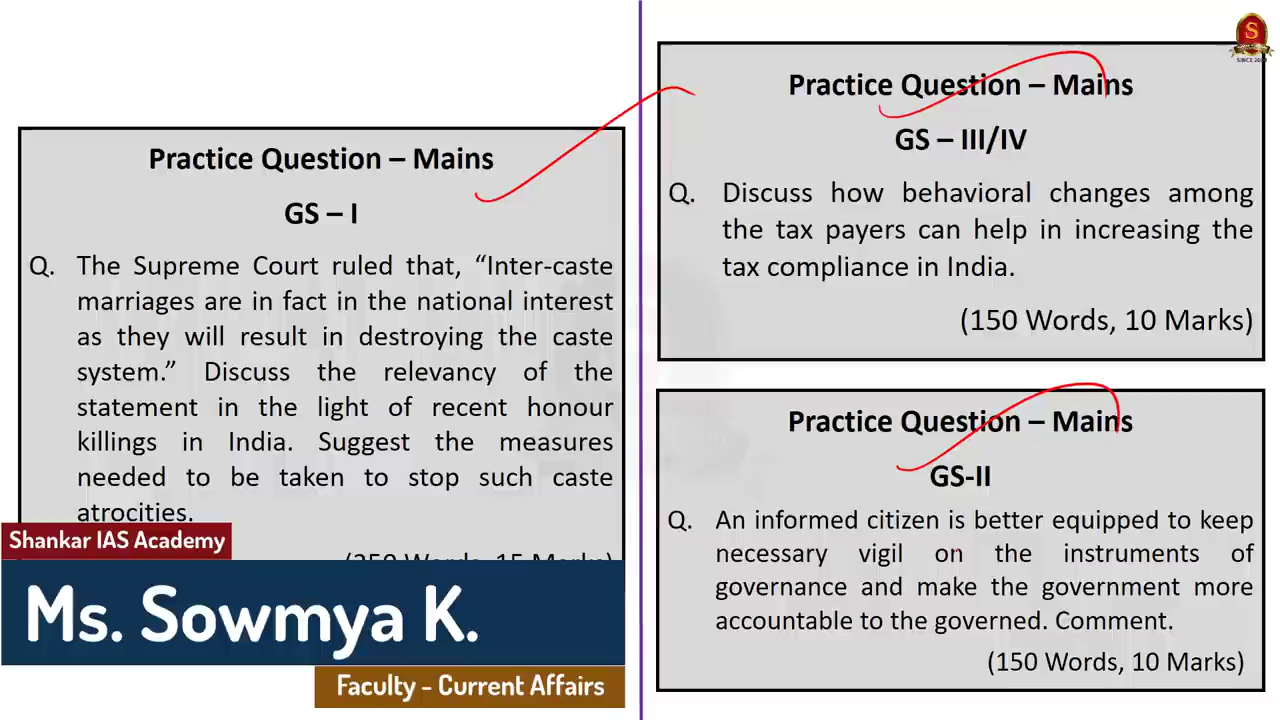 Practice Question – Mains
GS – I
Q. The Supreme Court ruled that, “Inter-caste
marriages are in fact in the national interest
as they will result in destroying the caste
system.” Discuss the relevancy of the
statement in the light of recent honour
killings in India. Suggest the measures
needed to be taken to stop such caste
atrocities.
Shankar IAS Academy
Ms. Sowmya K.
Faculty - Current Affairs
Practice Question – Mains
GS – III/IV
Q. Discuss how behavioral changes among
the tax payers can help in increasing the
tax compliance in India.
(150 Words, 10 Marks)
Practice Question – Mains
GS-II
Q. An informed citizen is better equipped to keep
necessary vigil on the instruments of
governance and make the government more
accountable to the governed. Comment.
(150 Words, 10 Marks)
S